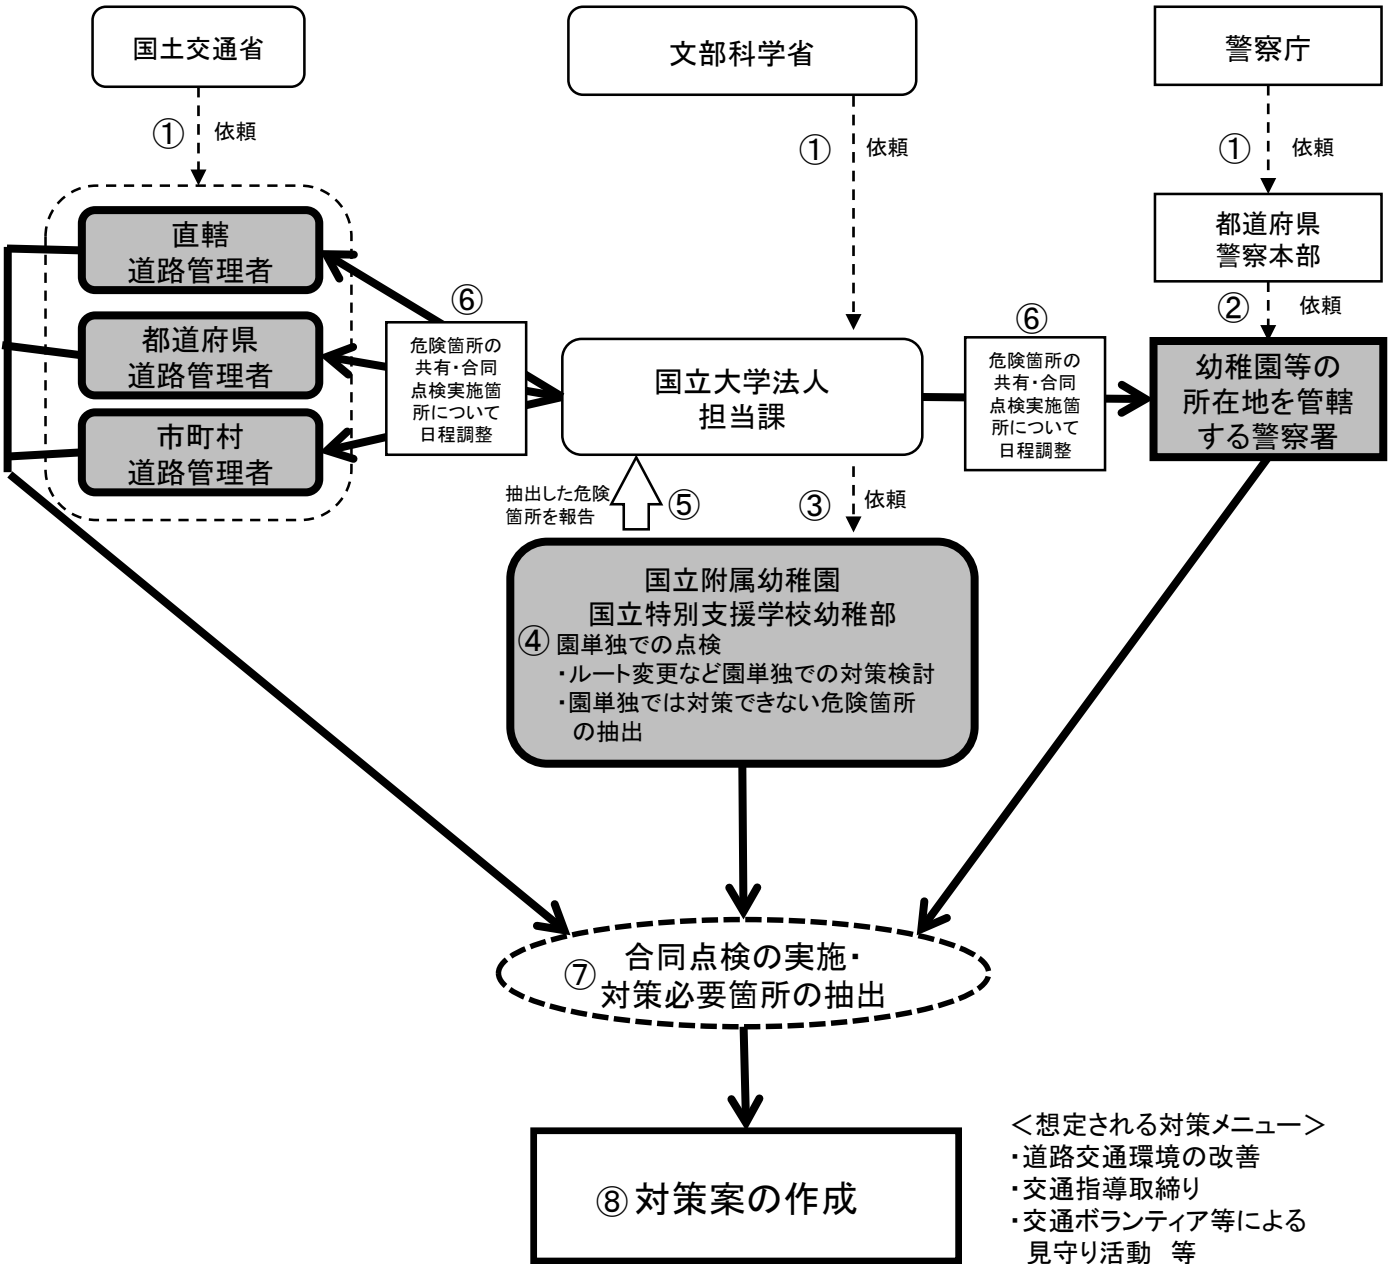 国土交通省
文部科学省
警察庁
① 依頼
① 依頼
① 依頼
直轄
道路管理者
都道府県
道路管理者
市町村
道路管理者
⑥
危険箇所の
共有・合同
点検実施箇
所について
日程調整
国立大学法人
担当課
⑥
危険箇所の
共有・合同
点検実施箇
所について
日程調整
都道府県
警察本部
② 依頼
幼稚園等の
所在地を管轄
する警察署
抽出した危険
箇所を報告
⑤
③ 依頼
国立附属幼稚園
国立特別支援学校幼稚部
④ 園単独での点検
・ルート変更など園単独での対策検討
・園単独では対策できない危険箇所
の抽出
⑦ 合同点検の実施・
対策必要箇所の抽出
⑧ 対策案の作成
＜想定される対策メニュー＞
・道路交通環境の改善
・交通指導取締り
・交通ボランティア等による
見守り活動　等